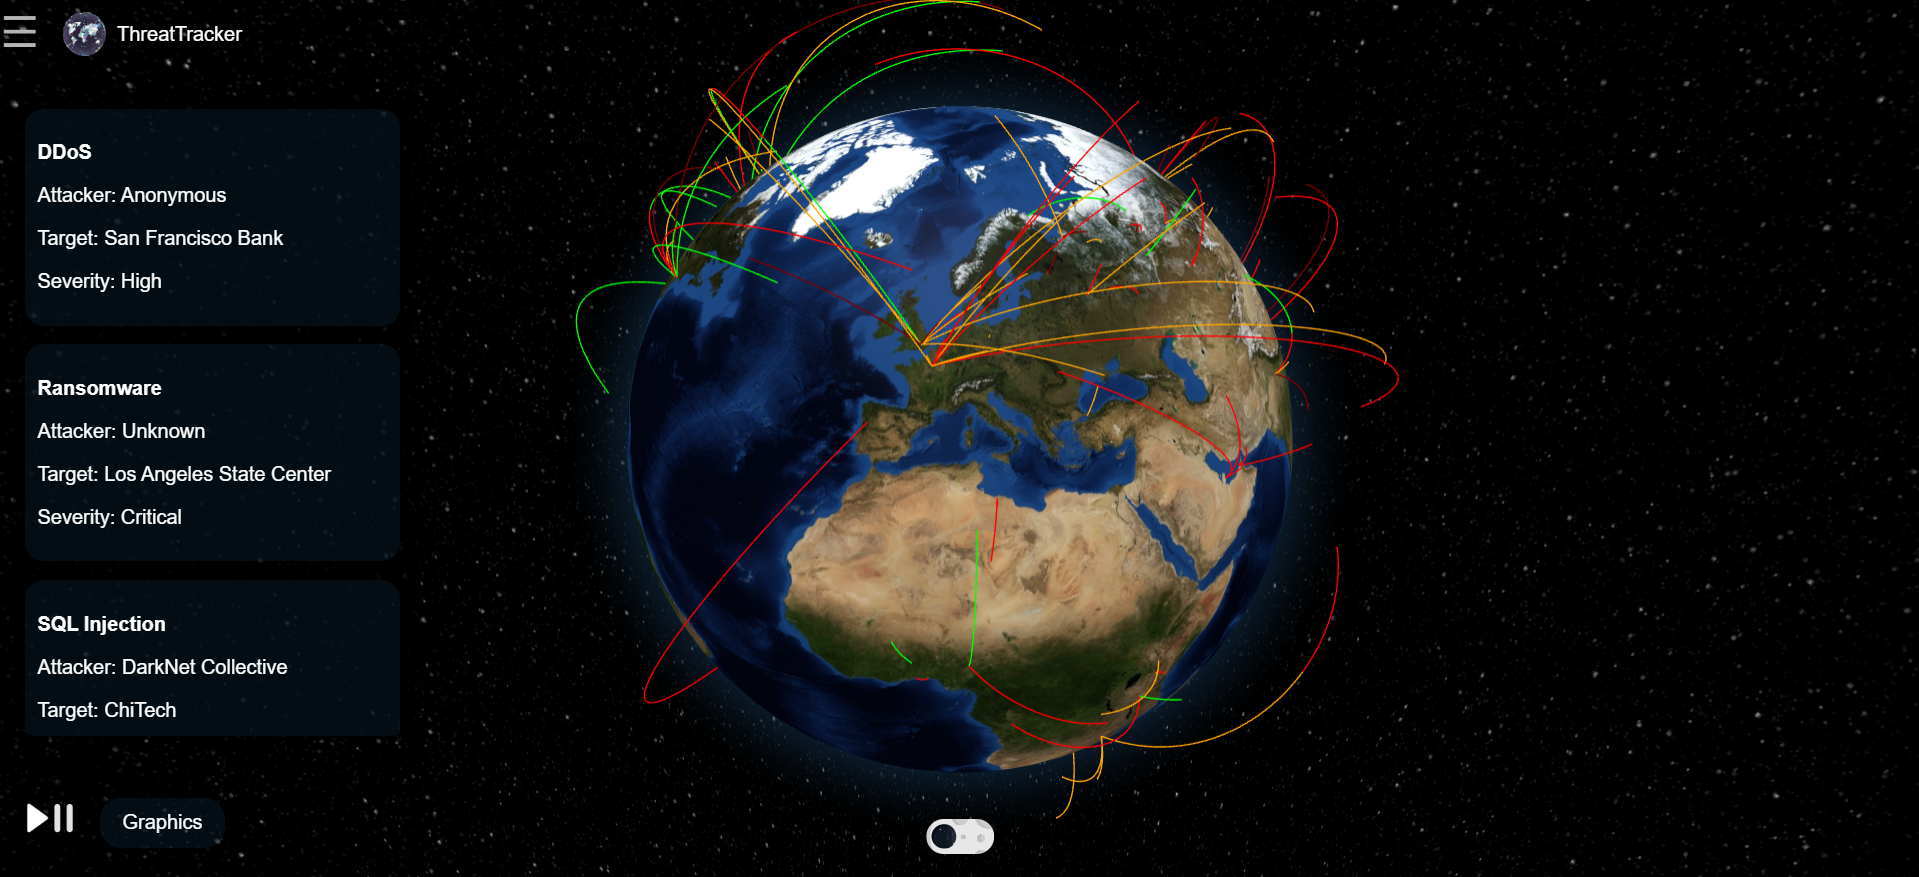 ThreatTracker
DDoS
Attacker: Anonymous
Target: San Francisco Bank
Severity: High
Ransomware
Attacker: Unknown
Target: Los Angeles State Center
Severity: Critical
SQL Injection
Attacker: DarkNet Collective
Target: ChiTech
Graphics